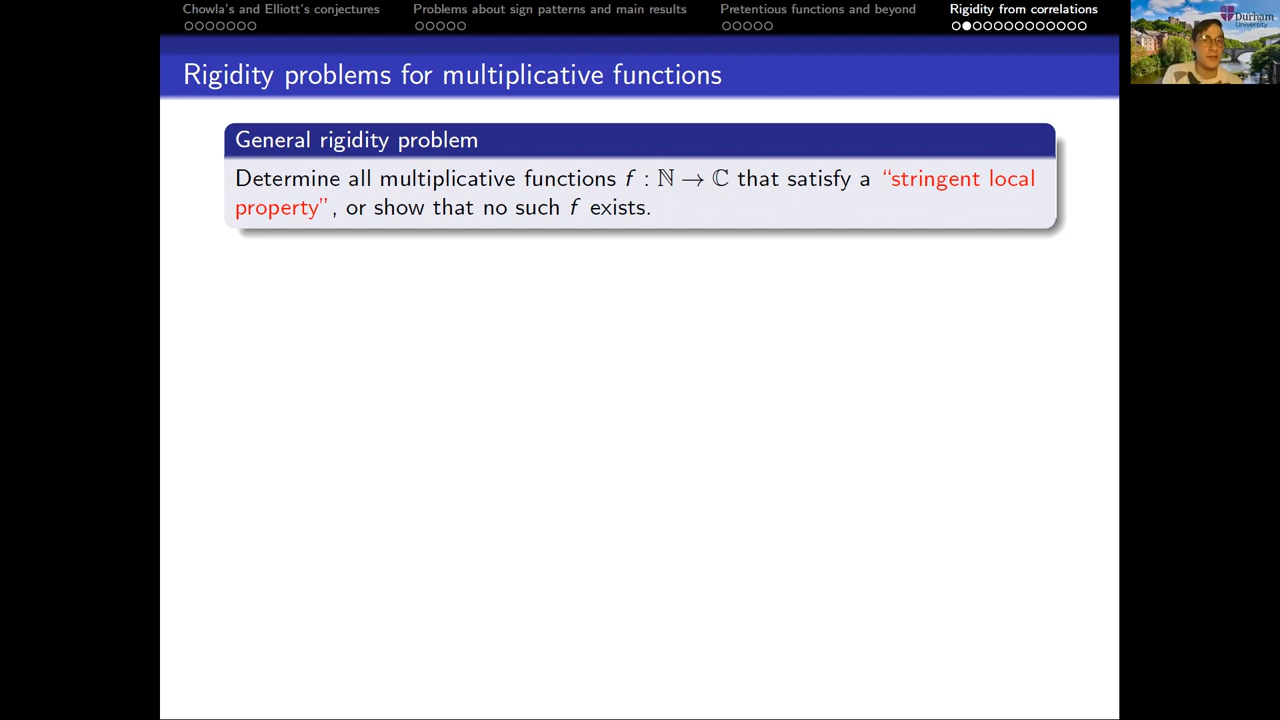 Chowla's and Elliott's conjectures
Problems about sign patterns and main results
Pretentious functions and beyond
Rigidity from correlations
Durham
University
Rigidity problems for multiplicative functions
General rigidity problem
Determine all multiplicative functions f : ℕ → ℂ that satisfy a “stringent local
property”, or show that no such f exists.